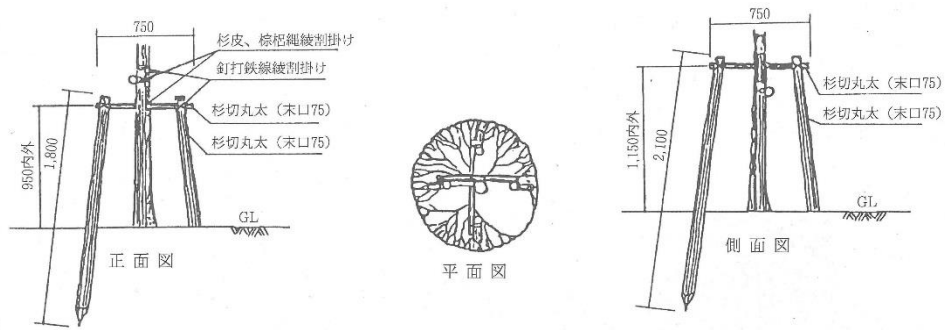 750
杉皮、棕梠縄綾割掛け
釘打鉄線綾割掛け
杉切丸太（末口75）
杉切丸太（末口75）
950内外
1,800
GL
正面図
平面図
750
杉切丸太（末口75）
杉切丸太（末口75）
1,150内外
2,100
GL
側面図